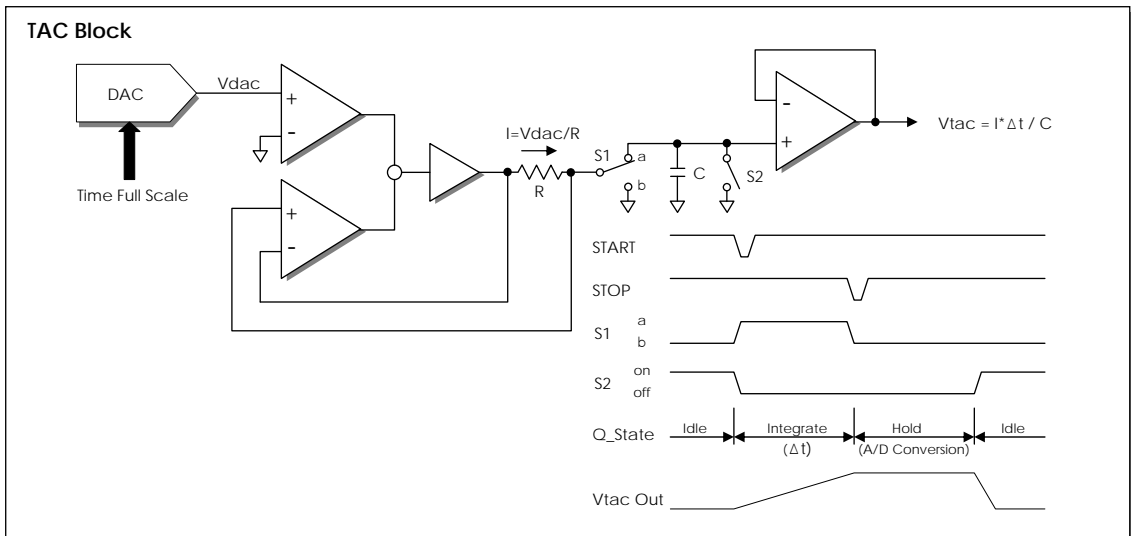 TAC Block
DAC
Vdac
+
-
Time Full Scale
+
-
I=Vdac/R
R
S1
a
b
C
S2
-
+
Vtac = I*Δt / C
START
STOP
S1 a
b
S2 on
off
Q_State Idle Integrate Hold Idle
(Δt) (A/D Conversion)
Vtac Out